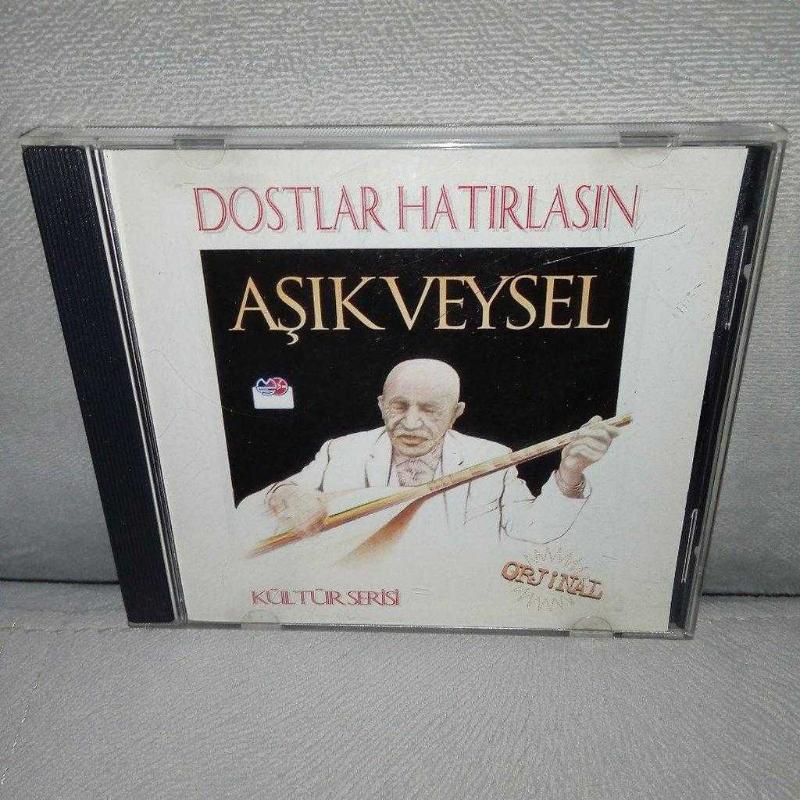 DOSTLAR HATIRLASIN
AŞIK VEYSEL
ORJİNAL
KÜLTÜR SERİSİ